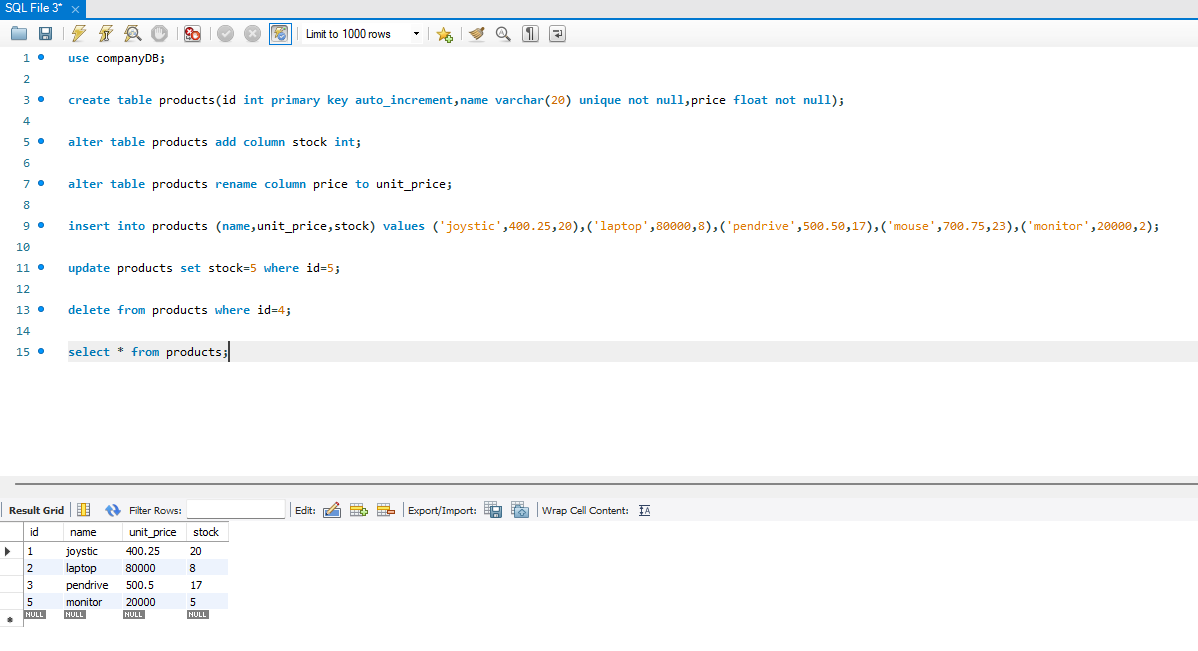 SQL File 3*
Limit to 1000 rows
1 use companyDB;
2
3 create table products(id int primary key auto_increment,name varchar(20) unique not null,price float not null);
4
5 alter table products add column stock int;
6
7 alter table products rename column price to unit_price;
8
9 insert into products (name,unit_price,stock) values ('joystic',400.25,20),('laptop',80000,8),('pendrive',500.50,17),('mouse',700.75,23),('monitor',20000,2);
10
11 update products set stock=5 where id=5;
12
13 delete from products where id=4;
14
15 select * from products;
Result Grid Filter Rows: Edit: Export/Import: Wrap Cell Content: IA
id name unit_price stock
1 joystic 400.25 20
2 laptop 80000 8
3 pendrive 500.5 17
5 monitor 20000 5
NULL NULL NULL NULL